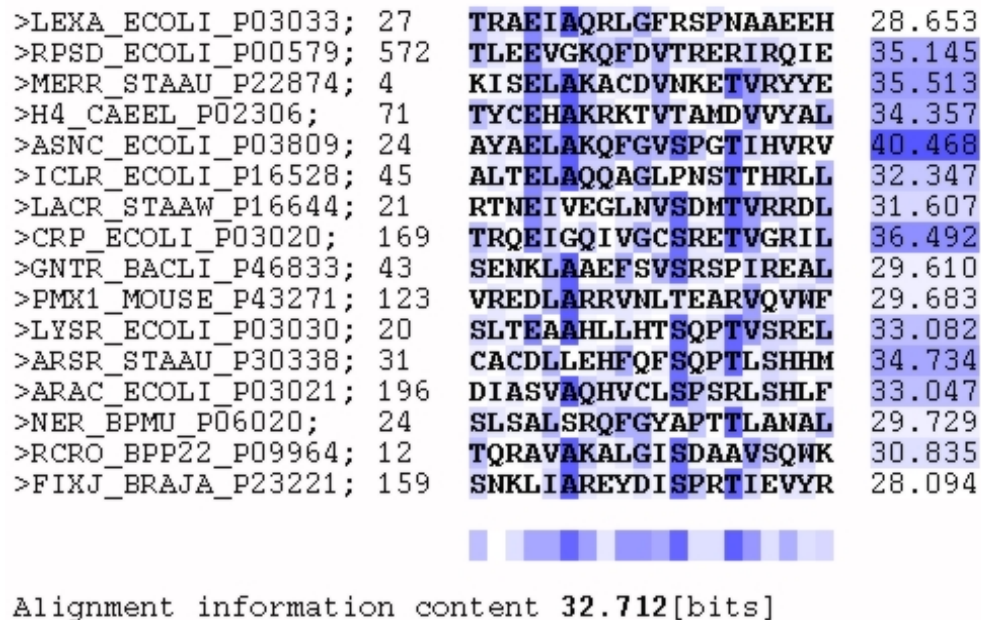 >LEXA_ECOLI_P03033; 27 TRAEIAQRLGFRSPNAAEEH 28.653
>RPSD_ECOLI_P00579; 572 TLEEVGKQFDVTRERIRQIE 35.145
>MERR_STAAU_P22874; 4 KISELAKACDVNKETVRYYE 35.513
>H4_CAEEL_P02306; 71 TYCEHAKRKTVTAMDVVYAL 34.357
>ASNC_ECOLI_P03809; 24 AYAELAKQFGVSPGTIHVRV 40.468
>ICLR_ECOLI_P16528; 45 ALTELAQQAGLPNSTTHRLL 32.347
>LACR_STAAW_P16644; 21 RTNEIVEGLNVSDMTVRRDL 31.607
>CRP_ECOLI_P03020; 169 TRQEIGQIVGCSRETVGRIL 36.492
>GNTR_BACLI_P46833; 43 SENKLAAEFSVSRSPIREAL 29.610
>PMX1_MOUSE_P43271; 123 VREDLARRVNLTEARVQVWF 29.683
>LYSR_ECOLI_P03030; 20 SLTEAAHLLHTSQPTVSREL 33.082
>ARSR_STAAU_P30338; 31 CACDLLEHFQFSQPTLSHHM 34.734
>ARAC_ECOLI_P03021; 196 DIASVAQHVCLSPSRLSHLF 33.047
>NER_BPMU_P06020; 24 SLSALSRQFGYAPTTLANAL 29.729
>RCRO_BPP22_P09964; 12 TQRAVAKALGISDAAVSQWK 30.835
>FIXJ_BRAJA_P23221; 159 SNKLIAREYDISPRTIEVYR 28.094
Alignment information content 32.712[bits]